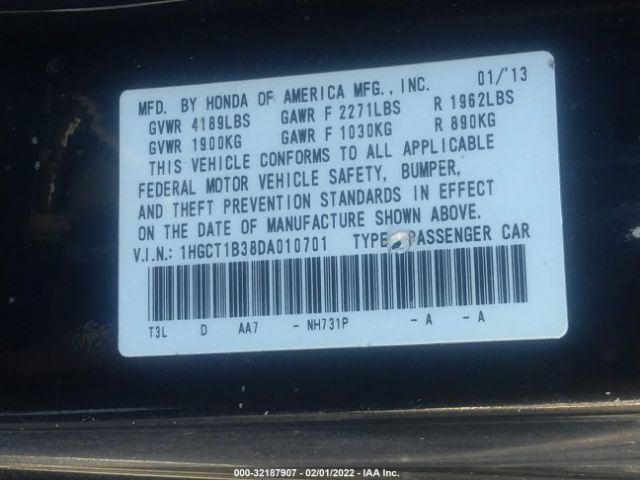 MFD. BY HONDA OF AMERICA MFG., INC. 01/'13
GVWR 4189LBS GAWR F 2271LBS R 1962LBS
GVWR 1900KG GAWR F 1030KG R 890KG
THIS VEHICLE CONFORMS TO ALL APPLICABLE
FEDERAL MOTOR VEHICLE SAFETY, BUMPER,
AND THEFT PREVENTION STANDARDS IN EFFECT
ON THE DATE OF MANUFACTURE SHOWN ABOVE.
V.I.N.: 1HGCT1B38DA010701 TYPE PASSENGER CAR
T3L D AA7 - NH731P - A - A
000-32187907 - 02/01/2022 - IAA Inc.